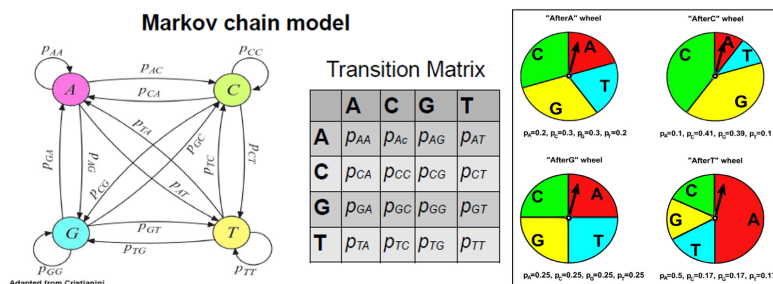 Markov chain model
p_AA
p_CC
A
p_AC
p_CA
C
p_GA
p_AG
p_TA
p_GC
p_CG
p_AT
p_TC
p_CT
G
p_GT
p_TG
T
p_GG
p_TT
Adapted from Cristianini
Transition Matrix
A C G T
A p_AA p_Ac p_AG p_AT
C p_CA p_CC p_CG p_CT
G p_GA p_GC p_GG p_GT
T p_TA p_TC p_TG p_TT
"AfterA" wheel
C A
G T
p_A=0.2, p_C=0.3, p_G=0.3, p_T=0.2
"AfterC" wheel
C A
T
G
p_A=0.1, p_C=0.41, p_G=0.39, p_T=0.1
"AfterG" wheel
C A
G T
p_A=0.25, p_C=0.25, p_G=0.25, p_T=0.25
"AfterT" wheel
C
G A
T
p_A=0.5, p_C=0.17, p_G=0.17, p_T=0.17